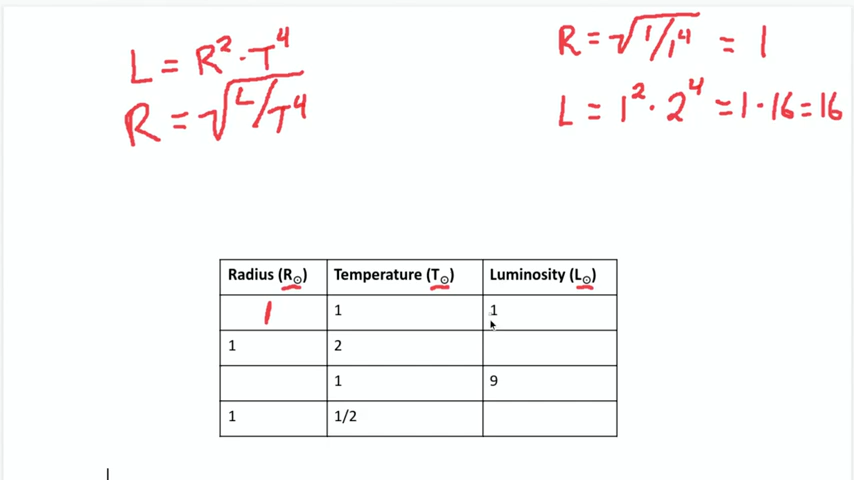 L = R² · T⁴
R = √L/T⁴
R = √1/1⁴ = 1
L = 1² · 2⁴ = 1 · 16 = 16
Radius (R☉) Temperature (T☉) Luminosity (L☉)
1 1 1
1 2
1 9
1 1/2